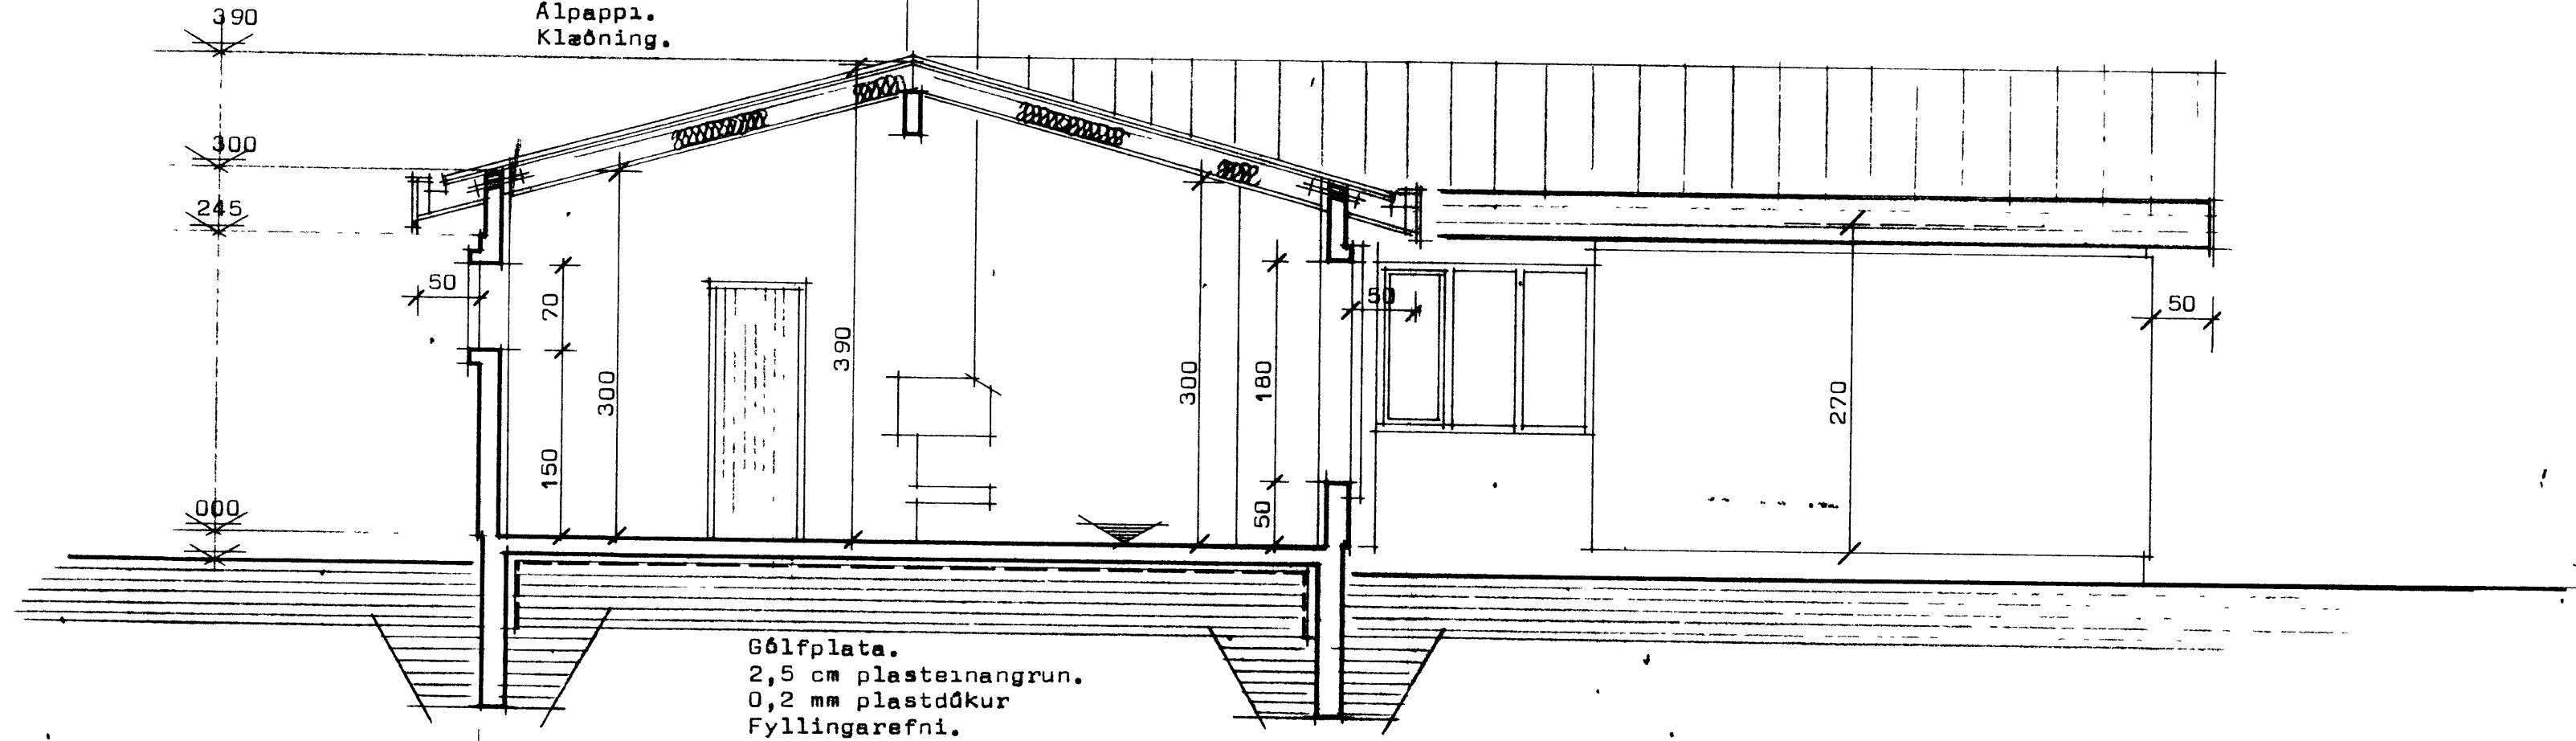 390
Álpappi.
Klæðning.
300
245
50
70
300
390
150
000
300
180
50
50
270
50
Gólfplata.
2,5 cm plasteinangrun.
0,2 mm plastdúkur
Fyllingarefni.